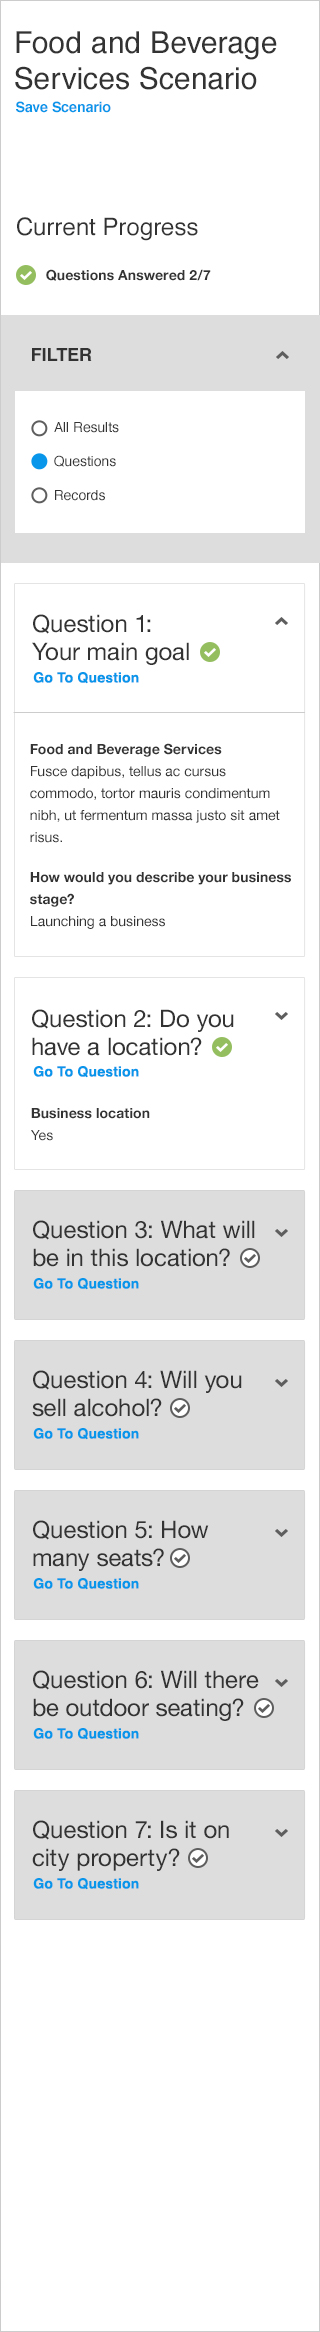 Food and Beverage
Services Scenario
Save Scenario
Current Progress
Questions Answered 2/7
FILTER
All Results
Questions
Records
Question 1:
Your main goal
Go To Question
Food and Beverage Services
Fusce dapibus, tellus ac cursus
commodo, tortor mauris condimentum
nibh, ut fermentum massa justo sit amet
risus.
How would you describe your business
stage?
Launching a business
Question 2: Do you
have a location?
Go To Question
Business location
Yes
Question 3: What will
be in this location?
Go To Question
Question 4: Will you
sell alcohol?
Go To Question
Question 5: How
many seats?
Go To Question
Question 6: Will there
be outdoor seating?
Go To Question
Question 7: Is it on
city property?
Go To Question